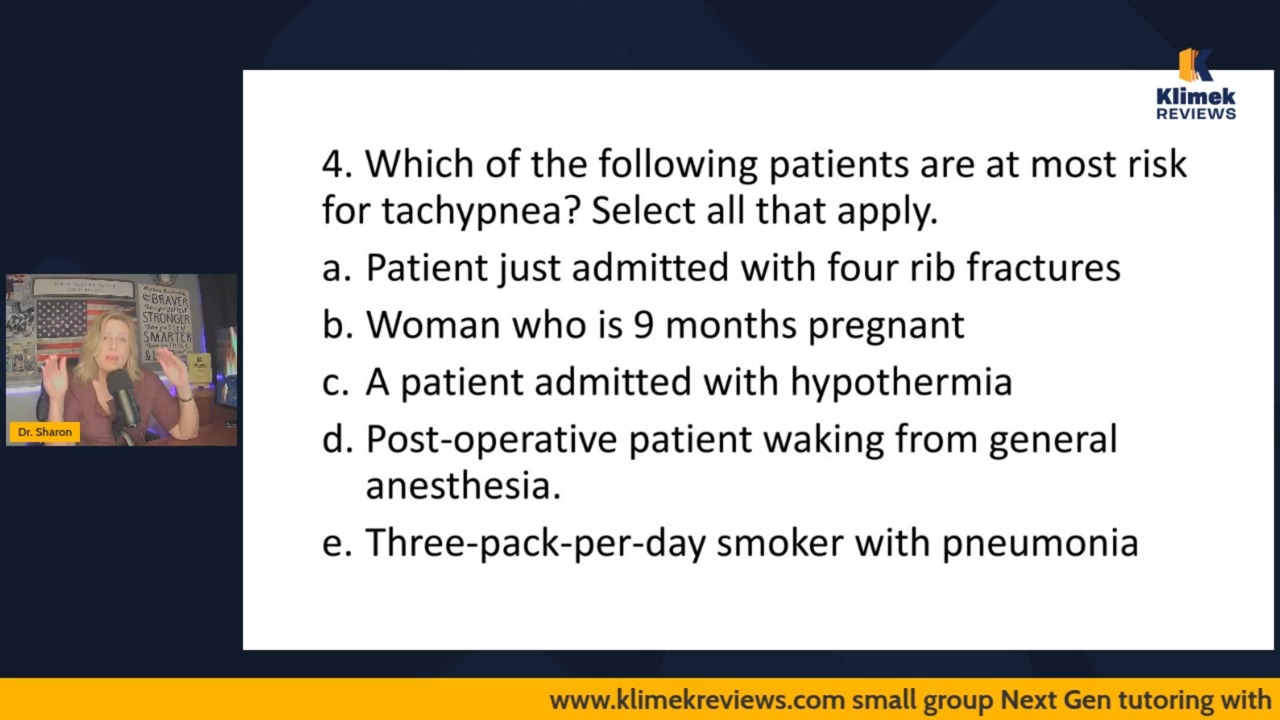 Klimek
REVIEWS
4. Which of the following patients are at most risk
for tachypnea? Select all that apply.
a. Patient just admitted with four rib fractures
b. Woman who is 9 months pregnant
c. A patient admitted with hypothermia
d. Post-operative patient waking from general
anesthesia.
e. Three-pack-per-day smoker with pneumonia
BRAVER
STRONGER
SMARTER
Dr. Sharon
www.klimekreviews.com small group Next Gen tutoring with